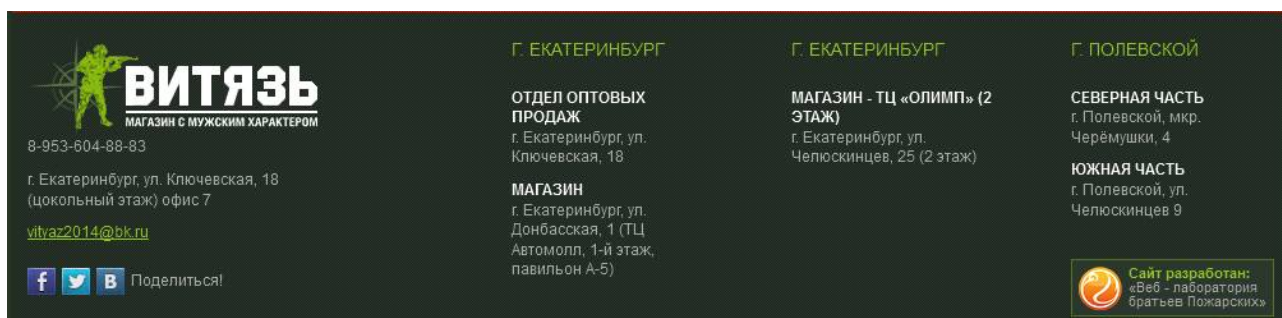 ВИТЯЗЬ
МАГАЗИН С МУЖСКИМ ХАРАКТЕРОМ
8-953-604-88-83
г. Екатеринбург, ул. Ключевская, 18
(цокольный этаж) офис 7
vityaz2014@bk.ru
Поделиться!
Г. ЕКАТЕРИНБУРГ
ОТДЕЛ ОПТОВЫХ
ПРОДАЖ
г. Екатеринбург, ул.
Ключевская, 18
МАГАЗИН
г. Екатеринбург, ул.
Донбасская, 1 (ТЦ
Автомолл, 1-й этаж,
павильон А-5)
Г. ЕКАТЕРИНБУРГ
МАГАЗИН - ТЦ «ОЛИМП» (2
ЭТАЖ)
г. Екатеринбург, ул.
Челюскинцев, 25 (2 этаж)
Г. ПОЛЕВСКОЙ
СЕВЕРНАЯ ЧАСТЬ
г. Полевской, мкр.
Черёмушки, 4
ЮЖНАЯ ЧАСТЬ
г. Полевской, ул.
Челюскинцев 9
Сайт разработан:
«Веб - лаборатория
братьев Пожарских»